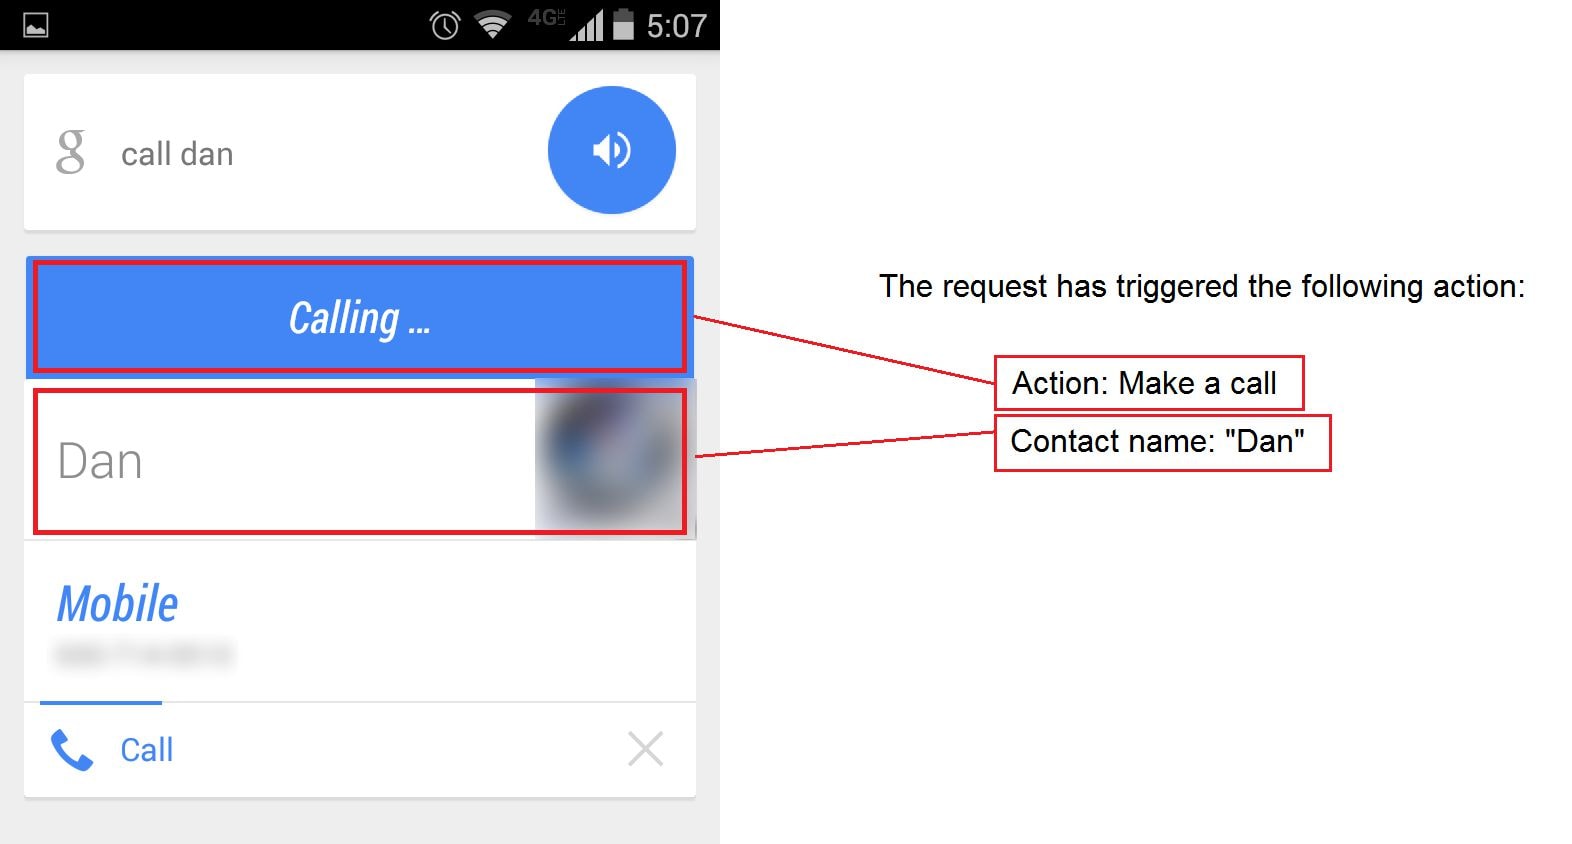 4G LTE 5:07
g call dan
Calling ...
Dan
Mobile
Call
The request has triggered the following action:
Action: Make a call
Contact name: "Dan"